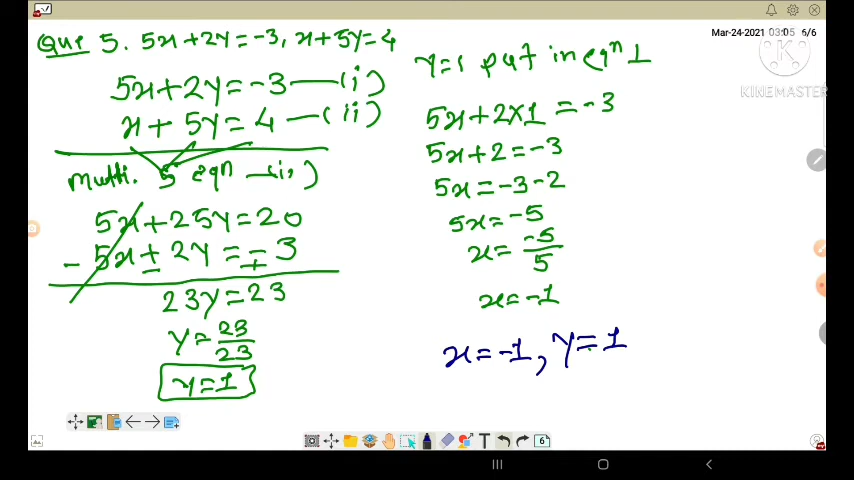 Mar-24-2021 03:05 6/6
KINEMASTER
Que 5. 5x+2y=-3, x+5y=4
5x+2y=-3—(i)
x+5y=4—(ii)
Multi. 5 eqn —(ii)
5x+25y=20
- 5x+2y=-3
- +
23y=23
y=23/23
y=1
y=1 put in eqn 1
5x+2×1=-3
5x+2=-3
5x=-3-2
5x=-5
x=-5/5
x=-1
x=-1, y=1
T
6